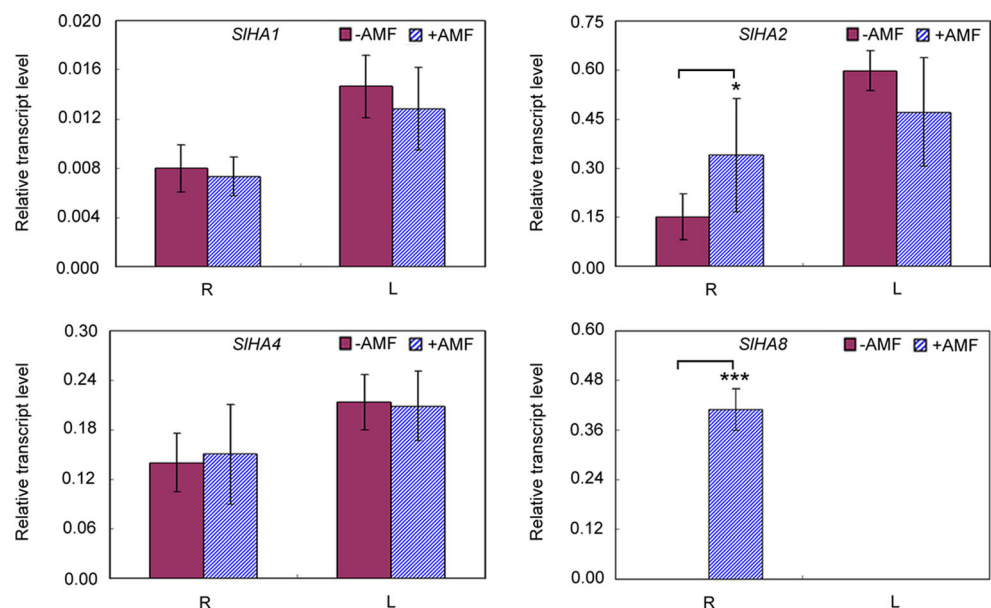 SlHA1
-AMF
+AMF
Relative transcript level
0.020
0.016
0.012
0.008
0.004
0.000
R
L
SlHA2
-AMF
+AMF
Relative transcript level
0.75
0.60
0.45
0.30
0.15
0.00
*
R
L
SlHA4
-AMF
+AMF
Relative transcript level
0.30
0.24
0.18
0.12
0.06
0.00
R
L
SlHA8
-AMF
+AMF
Relative transcript level
0.60
0.48
0.36
0.24
0.12
0.00
***
R
L